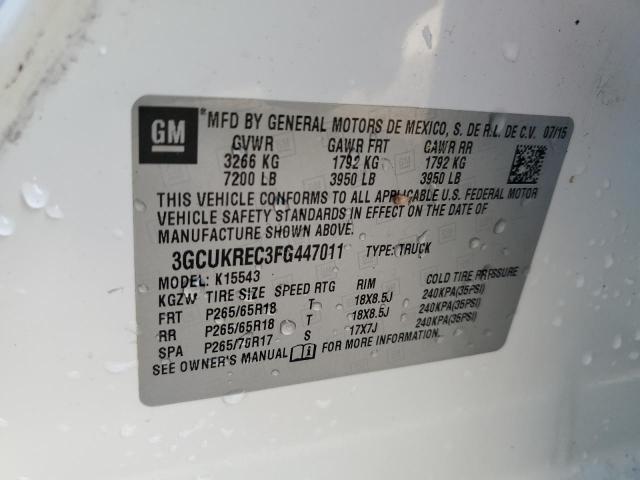 GM
*MFD BY GENERAL MOTORS DE MEXICO, S. DE R.L. DE C.V. 07/15
GVWR GAWR FRT GAWR RR
3266 KG 1792 KG 1792 KG
7200 LB 3950 LB 3950 LB
THIS VEHICLE CONFORMS TO ALL APPLICABLE U.S. FEDERAL MOTOR
VEHICLE SAFETY STANDARDS IN EFFECT ON THE DATE OF
MANUFACTURE SHOWN ABOVE.
3GCUKREC3FG447011 TYPE: TRUCK
MODEL: K15543
KGZW TIRE SIZE SPEED RTG RIM COLD TIRE PRESSURE
FRT P265/65R18 T 18X8.5J 240KPA(35PSI)
RR P265/65R18 T 18X8.5J 240KPA(35PSI)
SPA P265/70R17 S 17X7J 240KPA(35PSI)
SEE OWNER'S MANUAL FOR MORE INFORMATION.